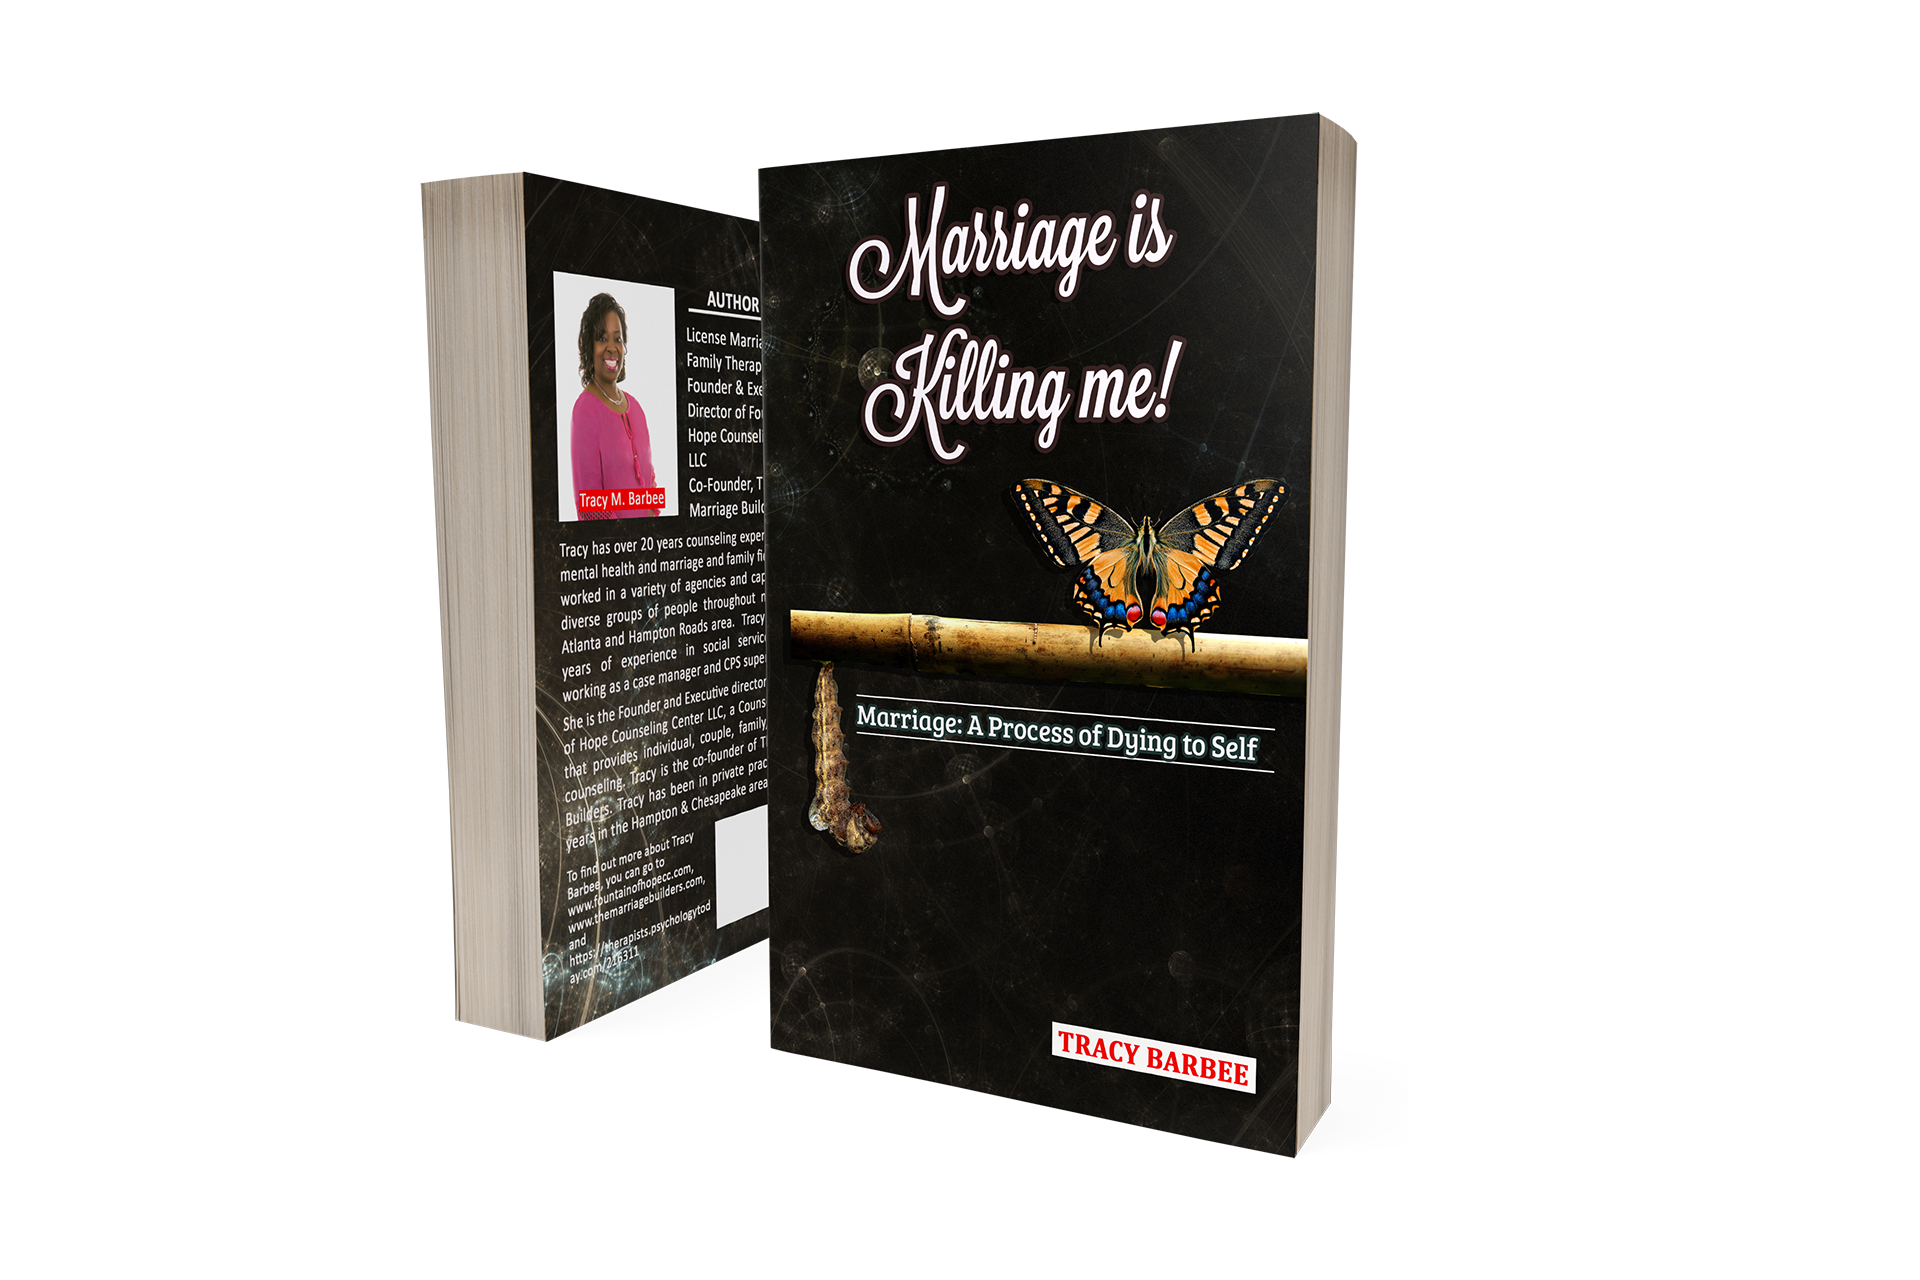 Marriage is
Killing me!
Marriage: A Process of Dying to Self
TRACY BARBEE
AUTHOR
License Marria
Family Therap
Founder & Exe
Director of Fou
Hope Counseli
LLC
Co-Founder, T
Marriage Build
Tracy M. Barbee
Tracy has over 20 years counseling exper
mental health and marriage and family fie
worked in a variety of agencies and cap
diverse groups of people throughout
Atlanta and Hampton Roads area. Tracy
years of experience in social service
working as a case manager and CPS supe
She is the Founder and Executive director
of Hope Counseling Center LLC, a Couns
that provides individual, couple, family,
counseling. Tracy is the co-founder of T
Builders. Tracy has been in private prac
years in the Hampton & Chesapeake area
To find out more about Tracy
Barbee, you can go to
www.fountainofhopecc.com,
www.themarriagebuilders.com,
and
https://therapists.psychologytod
ay.com/216311